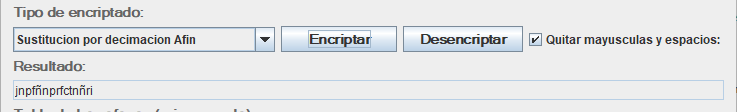 Tipo de encriptado:
Sustitucion por decimacion Afin Encriptar Desencriptar Quitar mayusculas y espacios:
Resultado:
jnpfñnprfctnñri